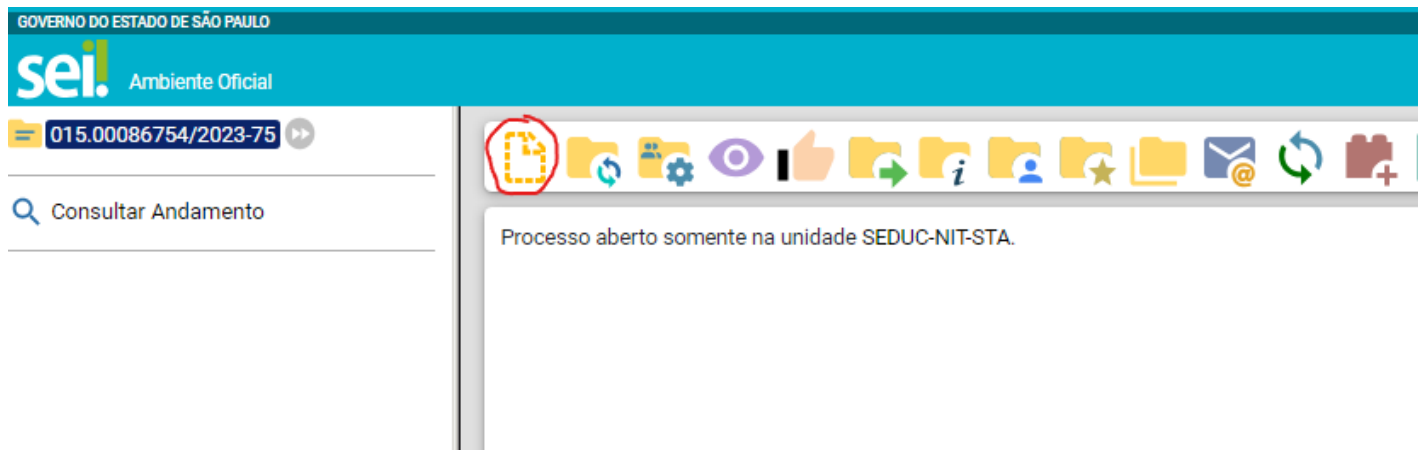 GOVERNO DO ESTADO DE SÃO PAULO
sei! Ambiente Oficial
015.00086754/2023-75
Consultar Andamento
Processo aberto somente na unidade SEDUC-NIT-STA.